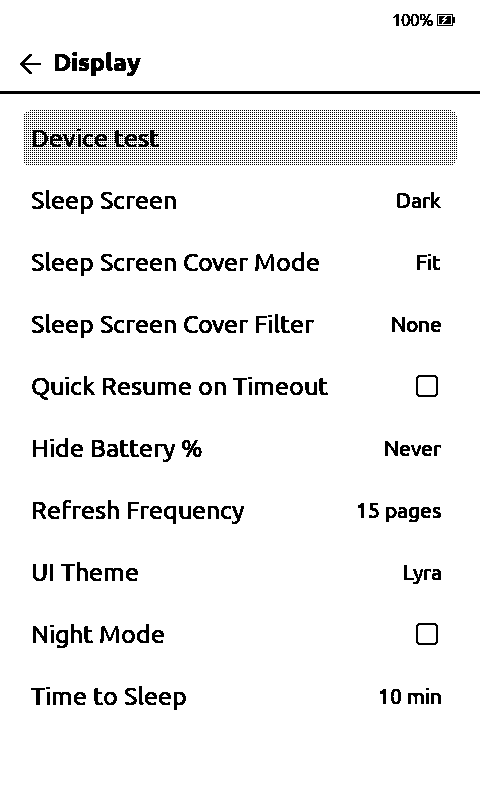 100%
Display
Device test
Sleep Screen Dark
Sleep Screen Cover Mode Fit
Sleep Screen Cover Filter None
Quick Resume on Timeout
Hide Battery % Never
Refresh Frequency 15 pages
UI Theme Lyra
Night Mode
Time to Sleep 10 min